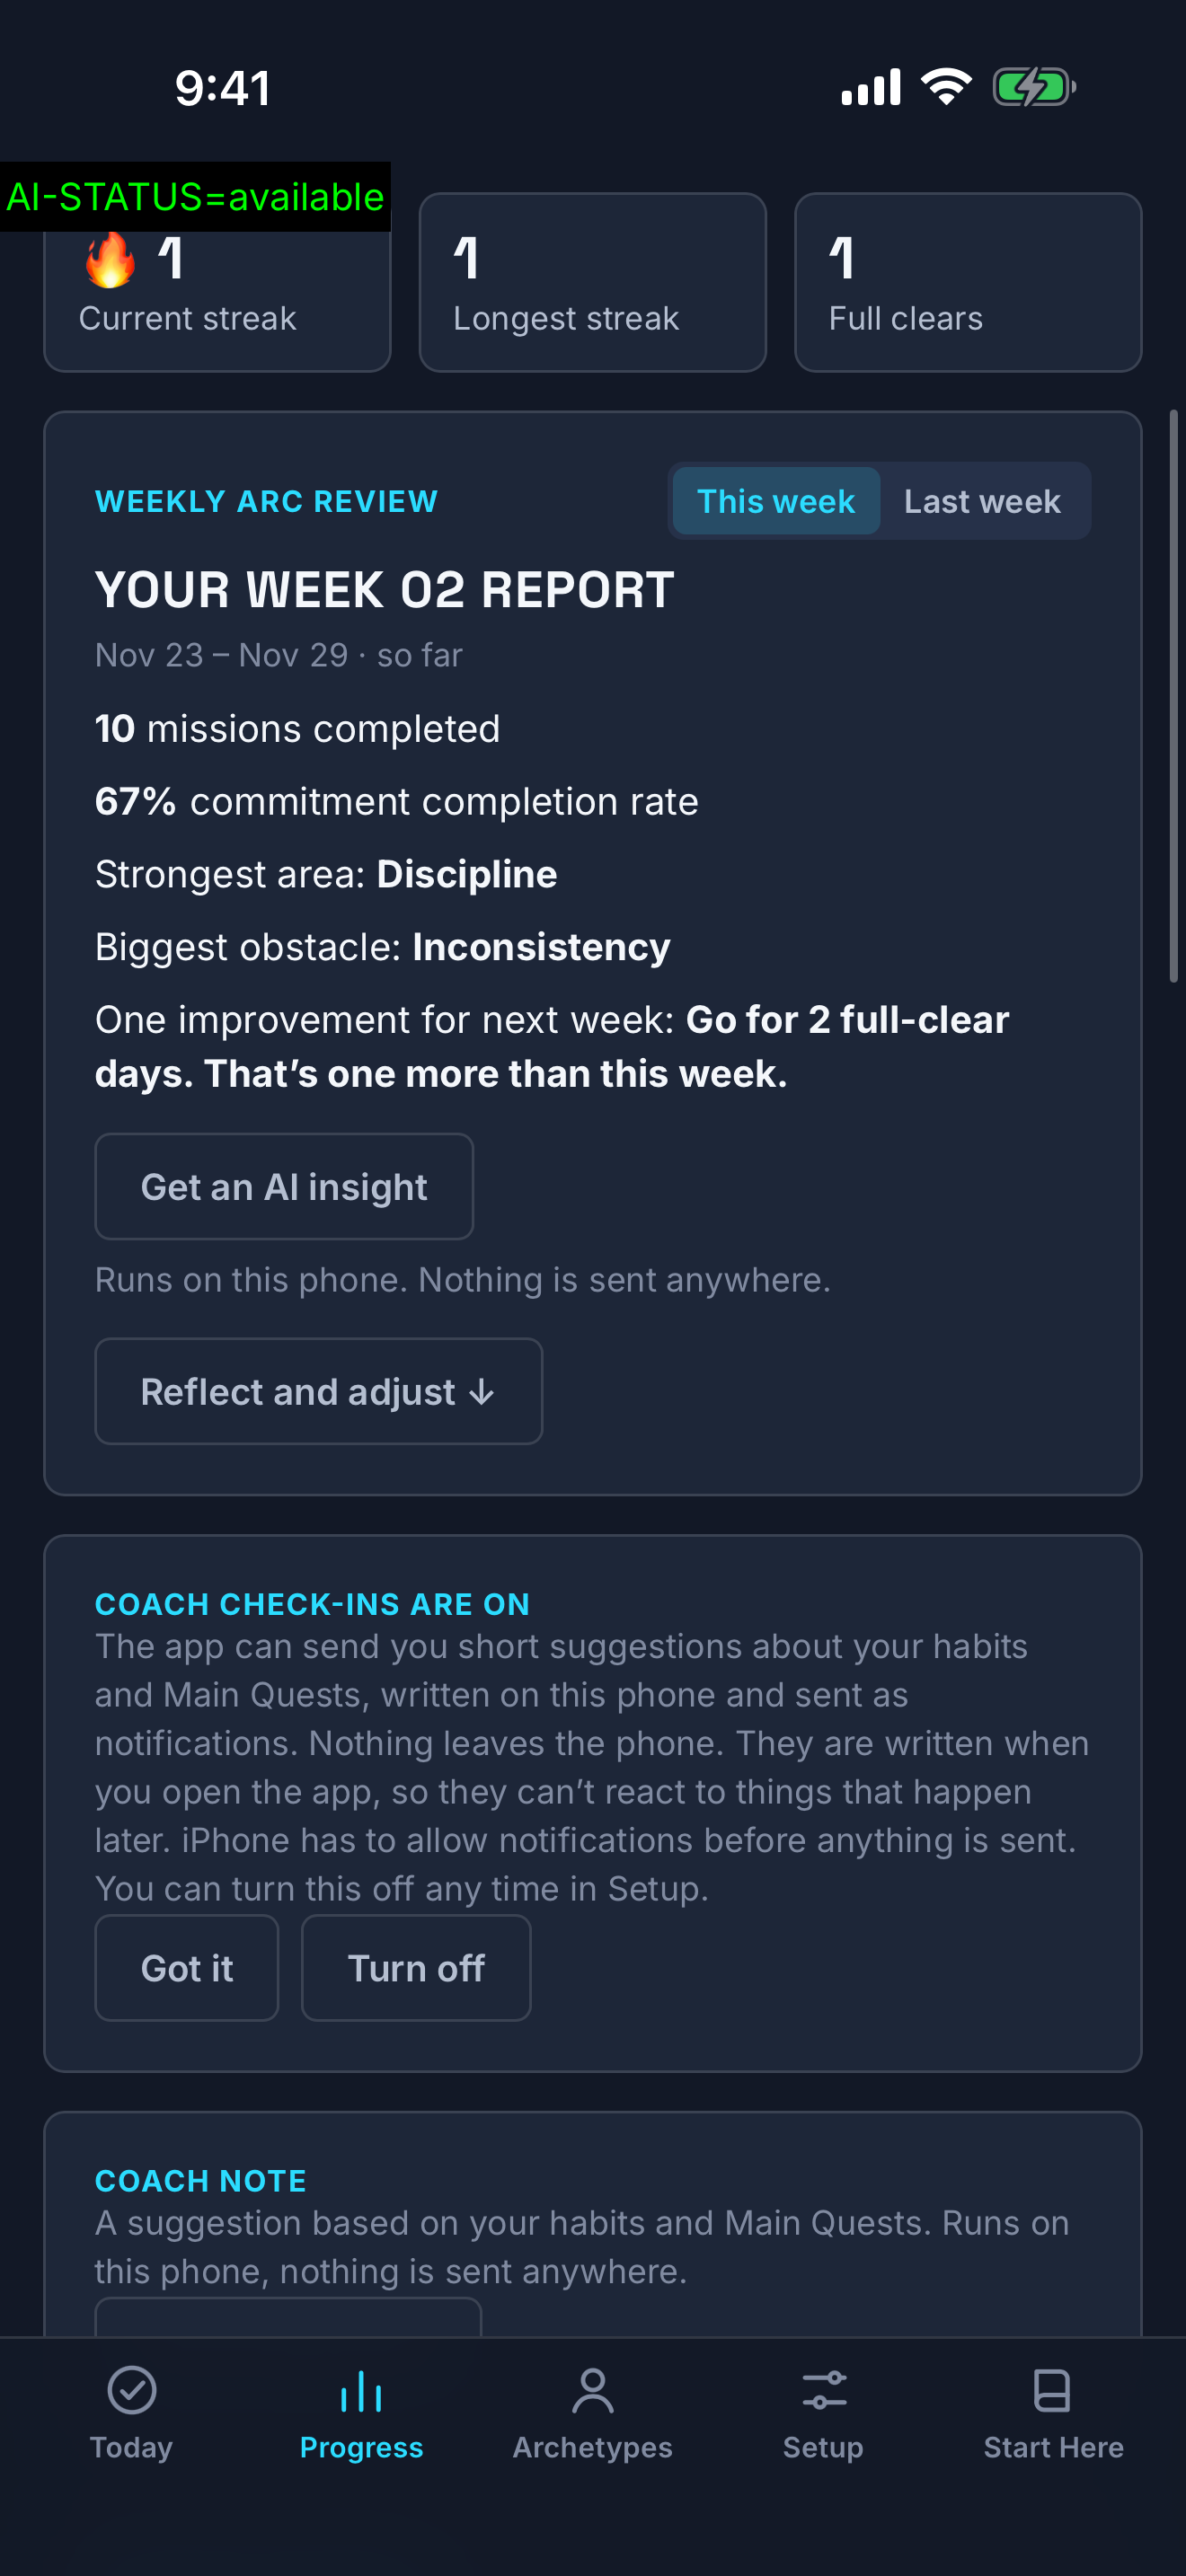 9:41
AI-STATUS=available
🔥 1
Current streak
1
Longest streak
1
Full clears
WEEKLY ARC REVIEW
This week
Last week
YOUR WEEK 02 REPORT
Nov 23 – Nov 29 · so far
10 missions completed
67% commitment completion rate
Strongest area: Discipline
Biggest obstacle: Inconsistency
One improvement for next week: Go for 2 full-clear
days. That’s one more than this week.
Get an AI insight
Runs on this phone. Nothing is sent anywhere.
Reflect and adjust ↓
COACH CHECK-INS ARE ON
The app can send you short suggestions about your habits
and Main Quests, written on this phone and sent as
notifications. Nothing leaves the phone. They are written when
you open the app, so they can’t react to things that happen
later. iPhone has to allow notifications before anything is sent.
You can turn this off any time in Setup.
Got it
Turn off
COACH NOTE
A suggestion based on your habits and Main Quests. Runs on
this phone, nothing is sent anywhere.
Today
Progress
Archetypes
Setup
Start Here